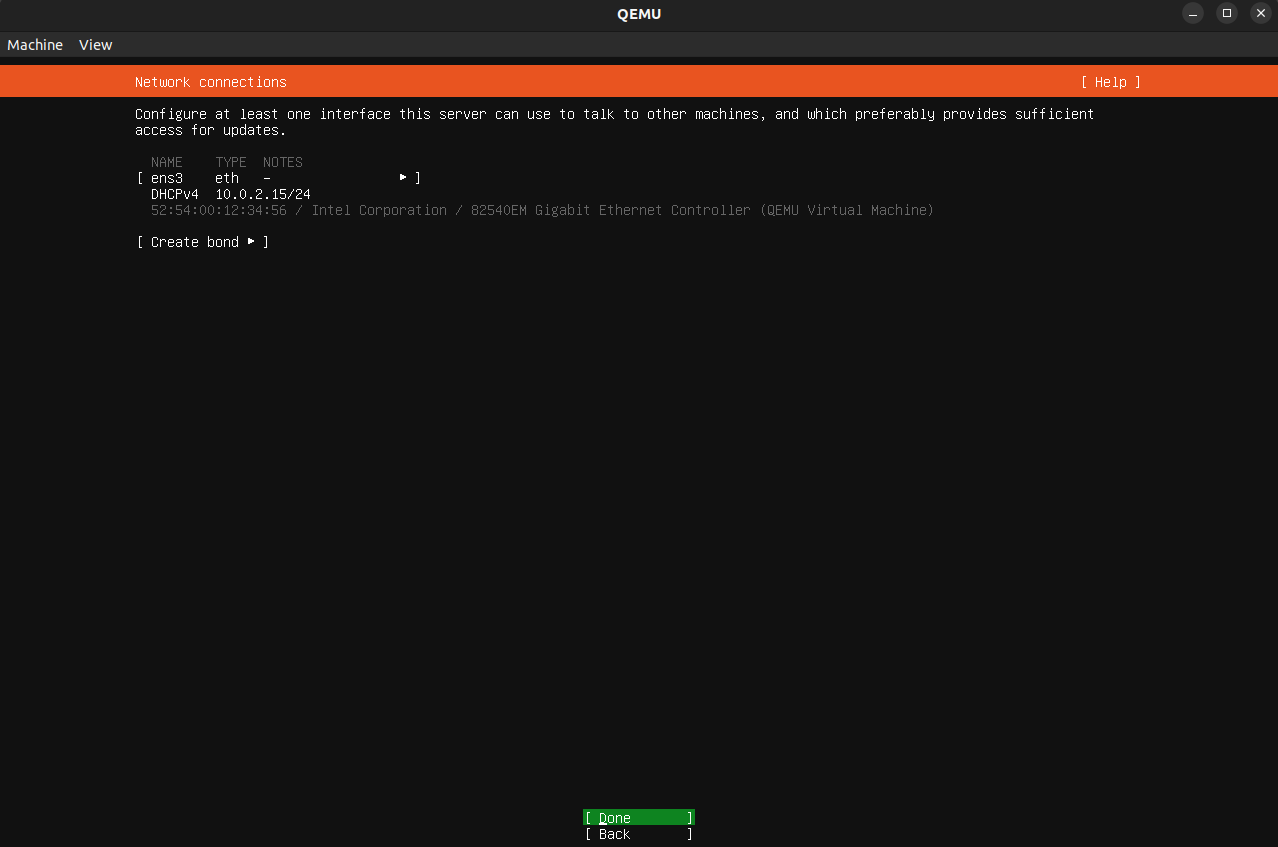 QEMU
Machine View
Network connections [ Help ]
Configure at least one interface this server can use to talk to other machines, and which preferably provides sufficient
access for updates.
NAME TYPE NOTES
[ ens3 eth – ▸ ]
DHCPv4 10.0.2.15/24
52:54:00:12:34:56 / Intel Corporation / 82540EM Gigabit Ethernet Controller (QEMU Virtual Machine)
[ Create bond ▸ ]
[ Done ]
[ Back ]